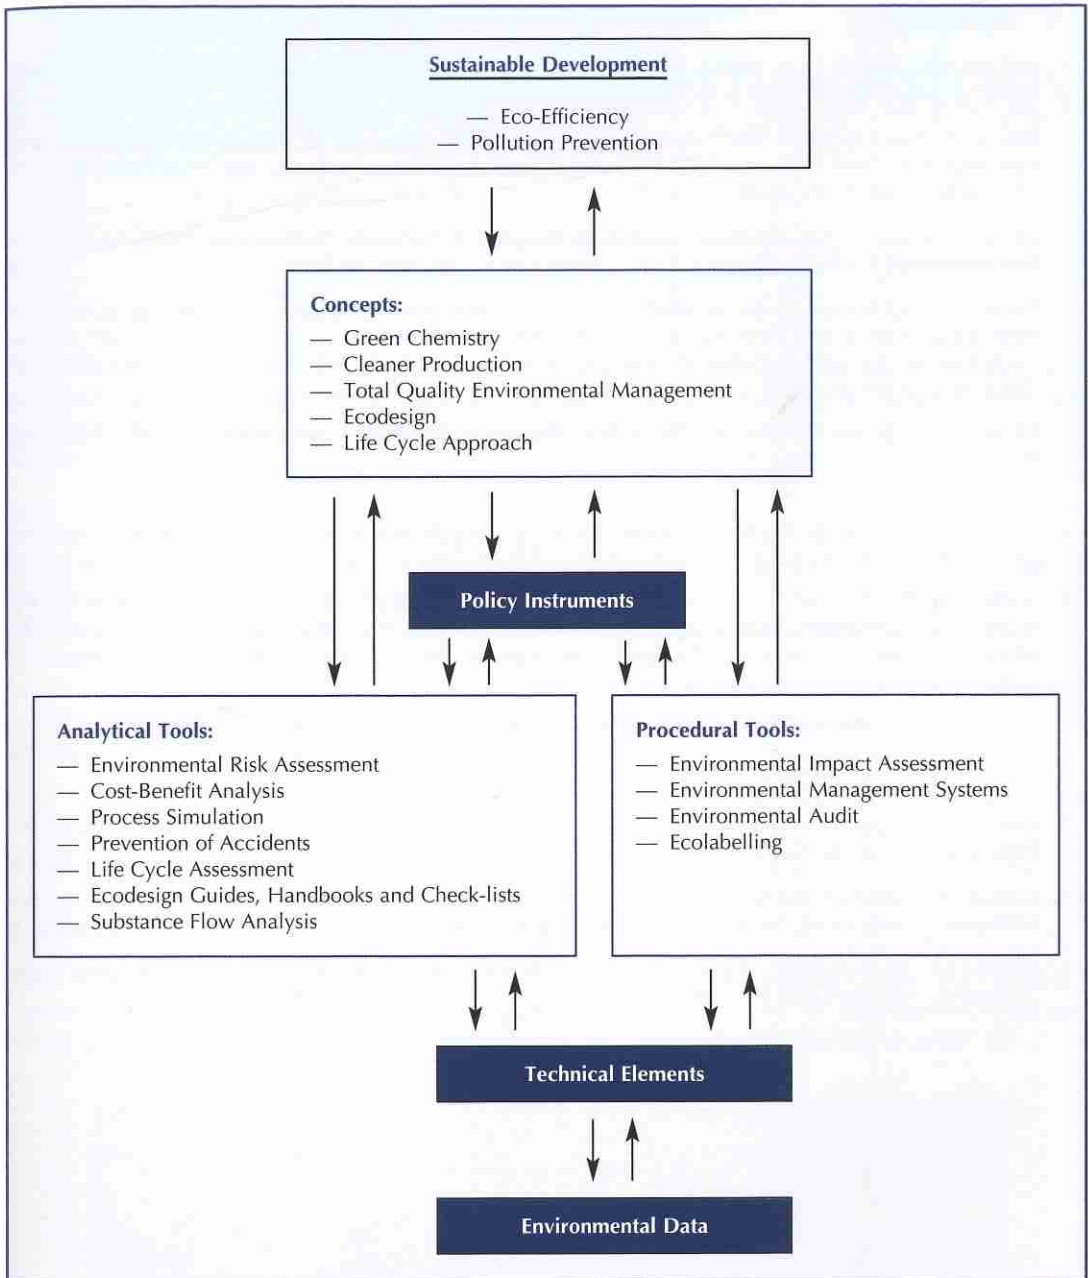 Sustainable Development
— Eco-Efficiency
— Pollution Prevention
Concepts:
— Green Chemistry
— Cleaner Production
— Total Quality Environmental Management
— Ecodesign
— Life Cycle Approach
Policy Instruments
Analytical Tools:
— Environmental Risk Assessment
— Cost-Benefit Analysis
— Process Simulation
— Prevention of Accidents
— Life Cycle Assessment
— Ecodesign Guides, Handbooks and Check-lists
— Substance Flow Analysis
Procedural Tools:
— Environmental Impact Assessment
— Environmental Management Systems
— Environmental Audit
— Ecolabelling
Technical Elements
Environmental Data